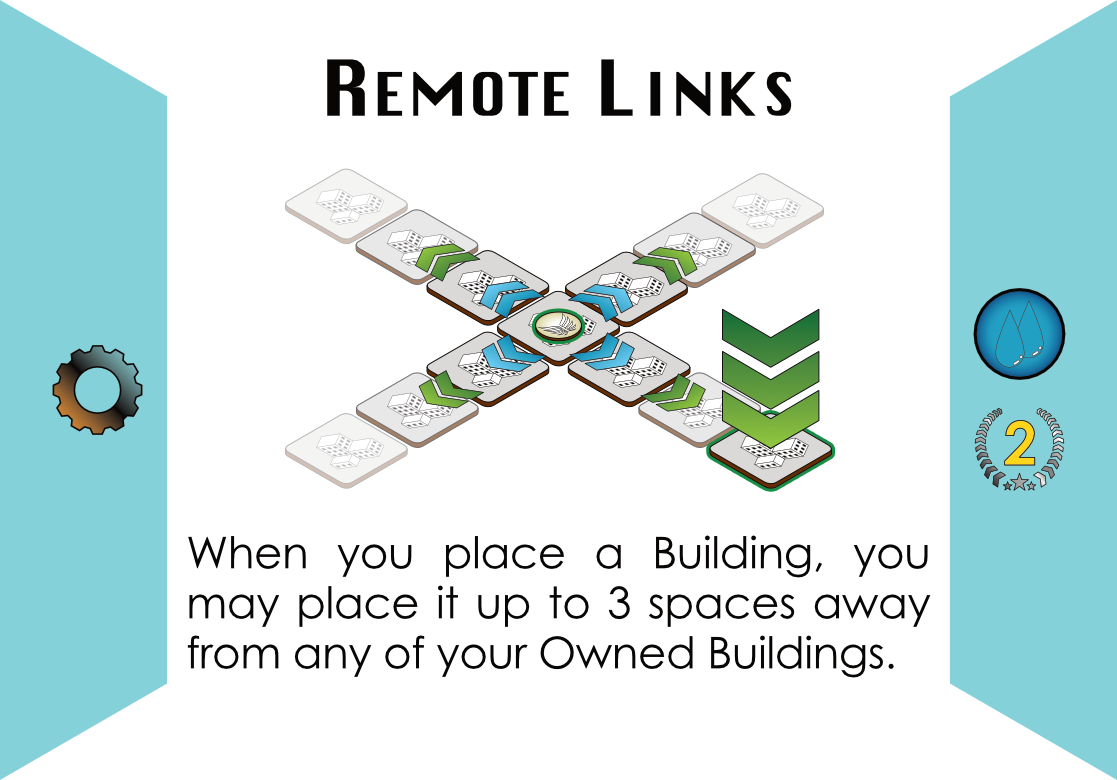 REMOTE LINKS
2
When you place a Building, you
may place it up to 3 spaces away
from any of your Owned Buildings.